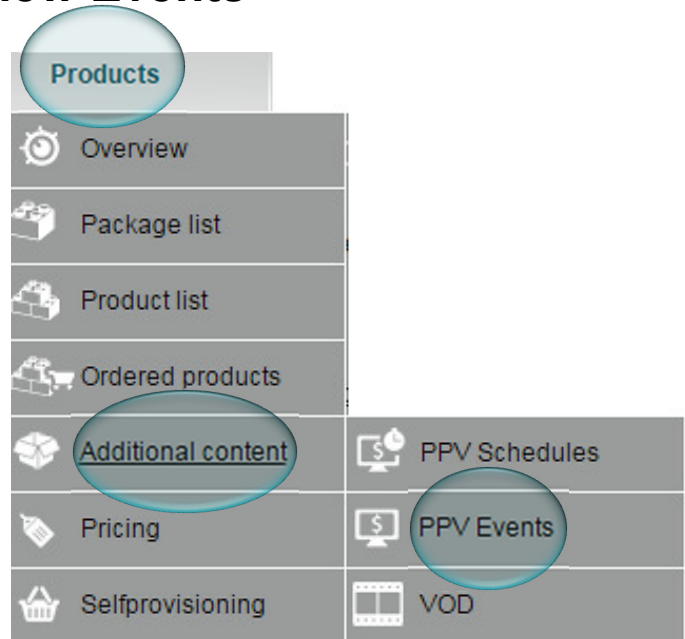 Products
Overview
Package list
Product list
Ordered products
Additional content
PPV Schedules
Pricing
PPV Events
Selfprovisioning
VOD